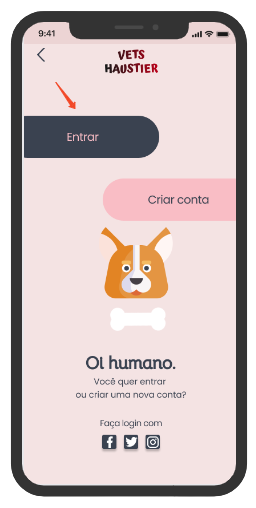 9:41
VETS
HAUSTIER
Entrar
Criar conta
Oi humano.
Você quer entrar
ou criar uma nova conta?
Faça login com